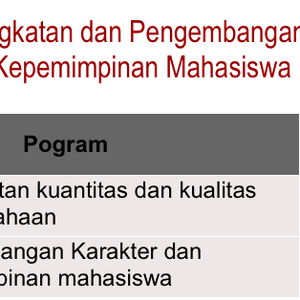 gkatan dan Pengembangan
Kepemimpinan Mahasiswa
Pogram
tan kuantitas dan kualitas
ahaan
angan Karakter dan
pinan mahasiswa